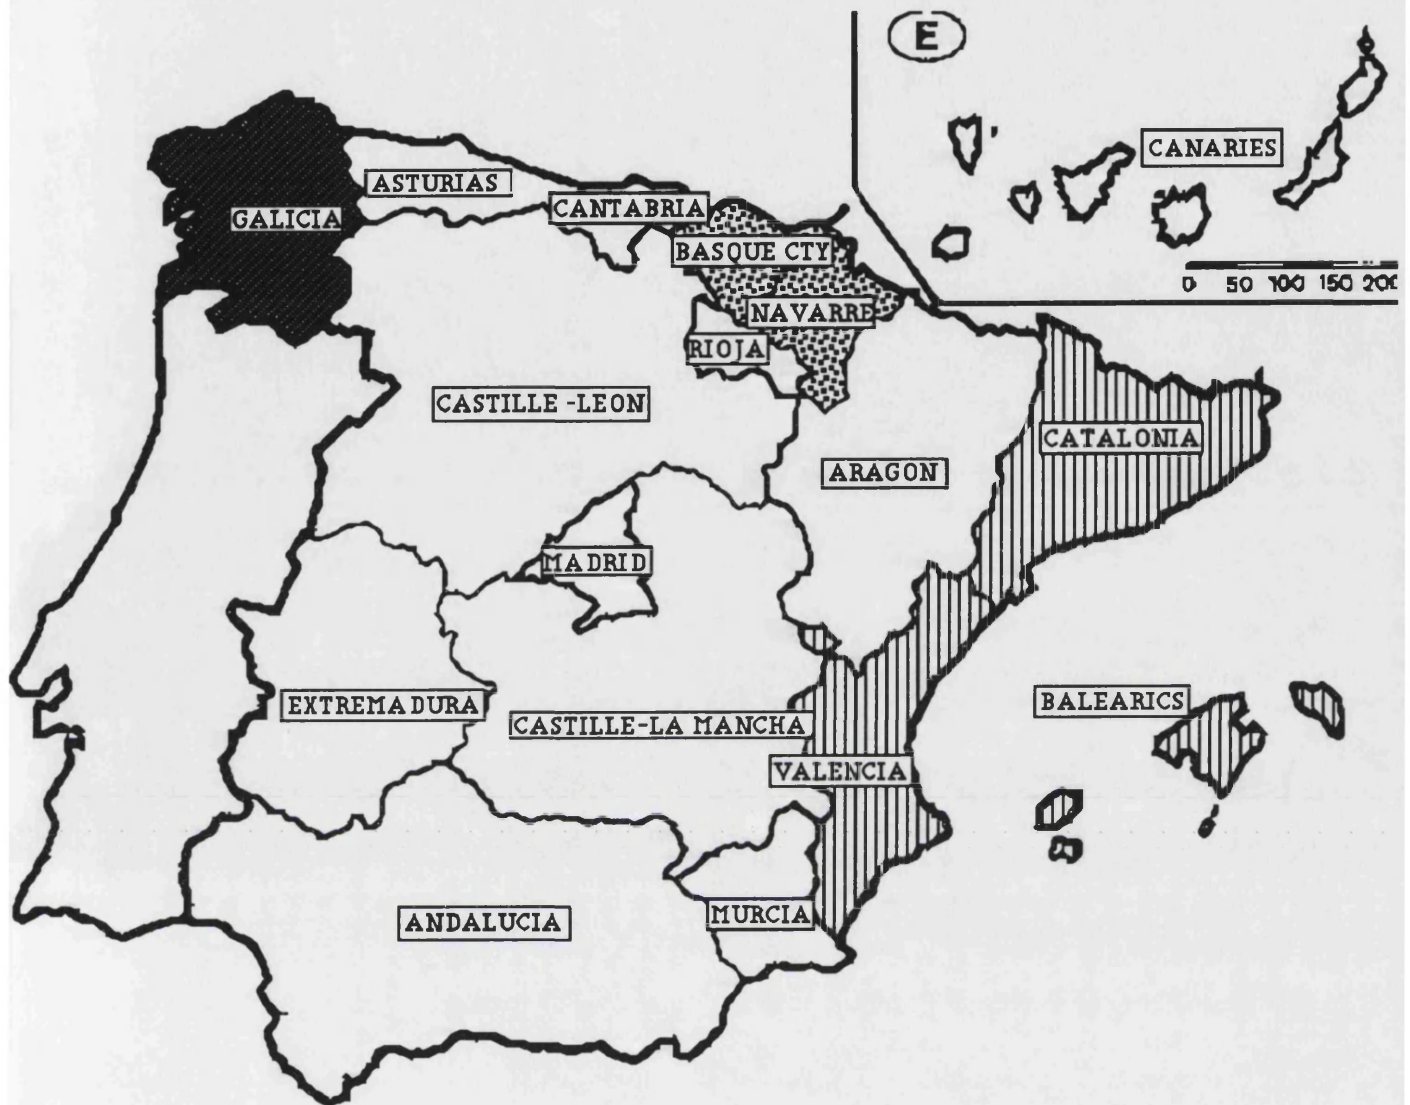 E
CANARIES
0 50 100 150 200
ASTURIAS
CANTABRIA
GALICIA
BASQUE CTY
NAVARRE
RIOJA
CASTILLE-LEON
CATALONIA
ARAGON
MADRID
EXTREMADURA
BALEARICS
CASTILLE-LA MANCHA
VALENCIA
MURCIA
ANDALUCIA